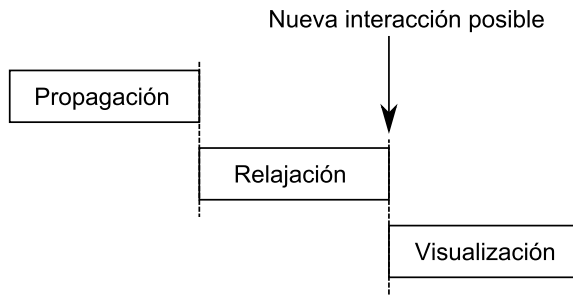 Nueva interacción posible
Propagación
Relajación
Visualización